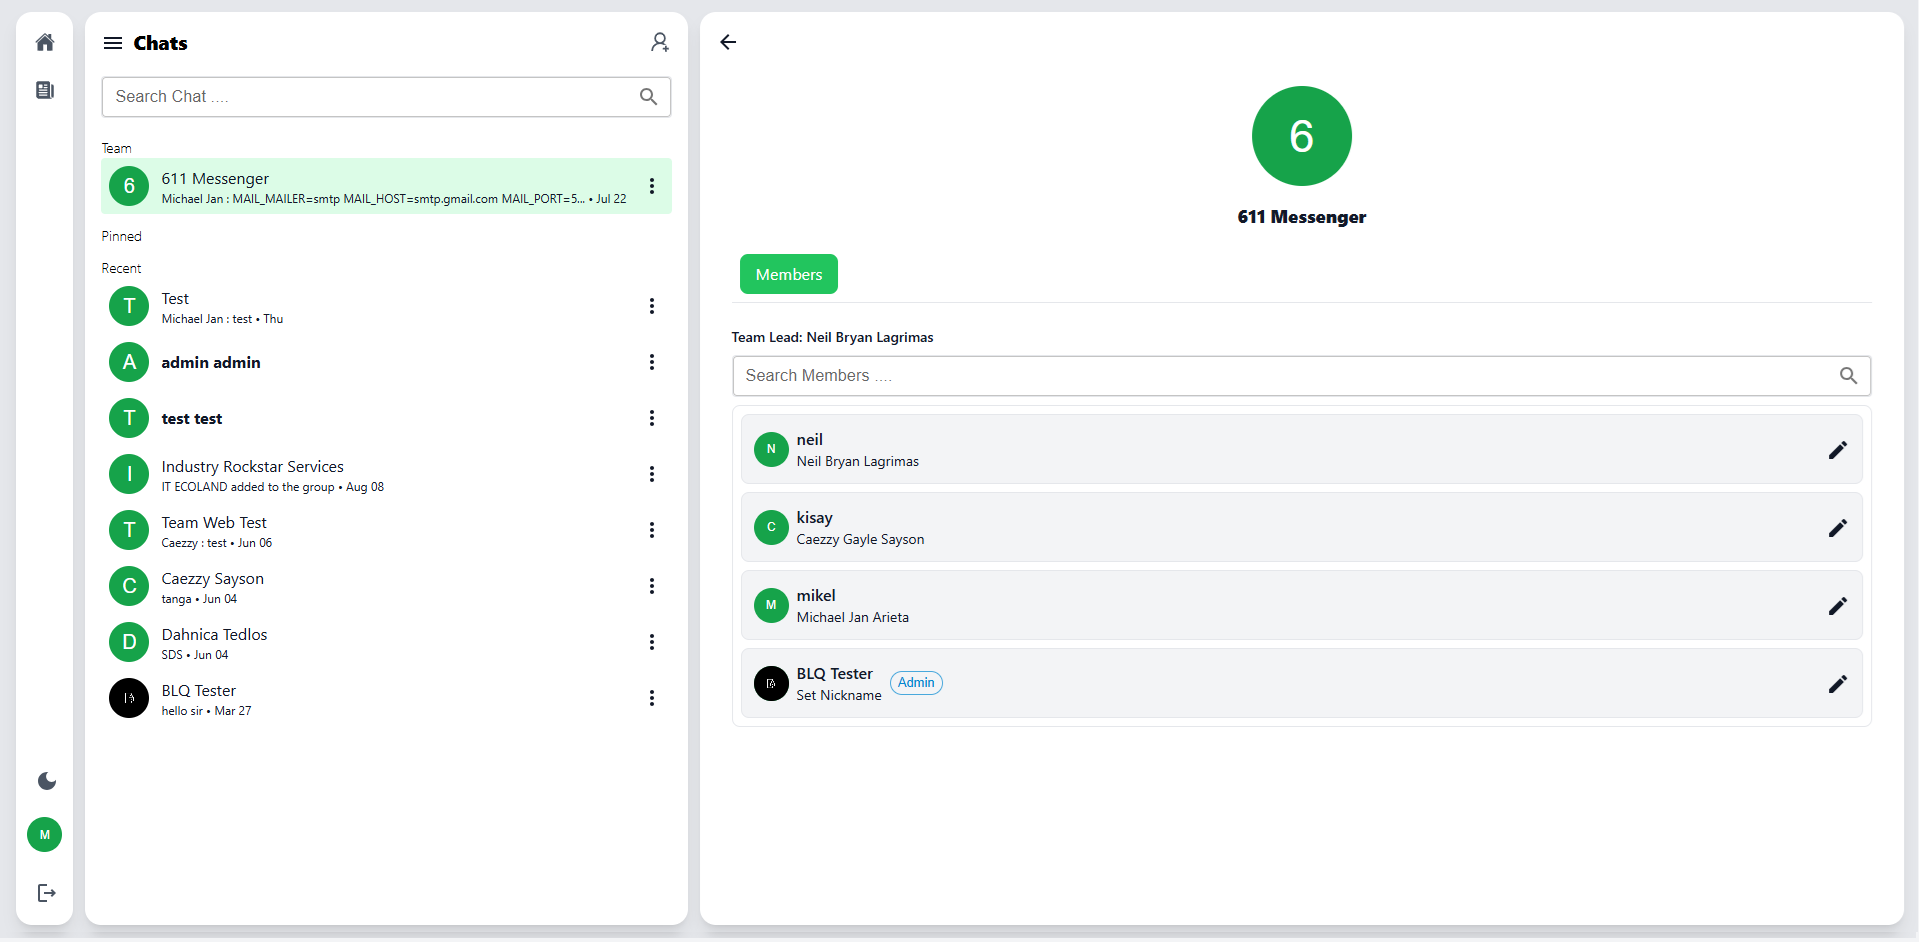 Chats
Search Chat ....
Team
6
611 Messenger
Michael Jan : MAIL_MAILER=smtp MAIL_HOST=smtp.gmail.com MAIL_PORT=5... • Jul 22
Pinned
Recent
T
Test
Michael Jan : test • Thu
A
admin admin
T
test test
I
Industry Rockstar Services
IT ECOLAND added to the group • Aug 08
T
Team Web Test
Caezzy : test • Jun 06
C
Caezzy Sayson
tanga • Jun 04
D
Dahnica Tedlos
SDS • Jun 04
BLQ Tester
hello sir • Mar 27
M
6
611 Messenger
Members
Team Lead: Neil Bryan Lagrimas
Search Members ....
N
neil
Neil Bryan Lagrimas
C
kisay
Caezzy Gayle Sayson
M
mikel
Michael Jan Arieta
BLQ Tester
Admin
Set Nickname